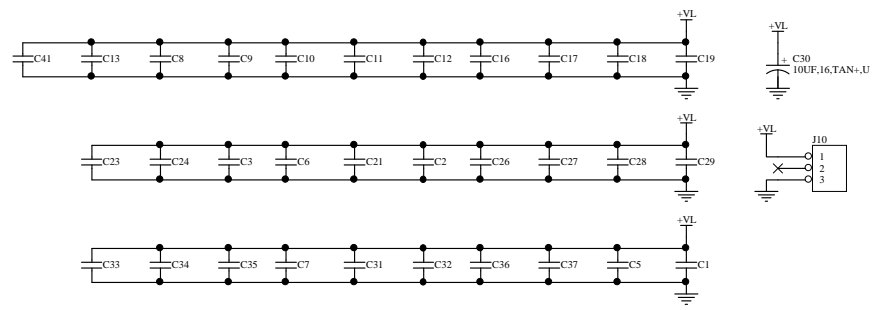 +VL
+VL
C41 C13 C8 C9 C10 C11 C12 C16 C17 C18 C19
C30
10UF,16,TAN+,U
+
+VL
+VL
J10
C23 C24 C3 C6 C21 C2 C26 C27 C28 C29
1
2
3
+VL
C33 C34 C35 C7 C31 C32 C36 C37 C5 C1